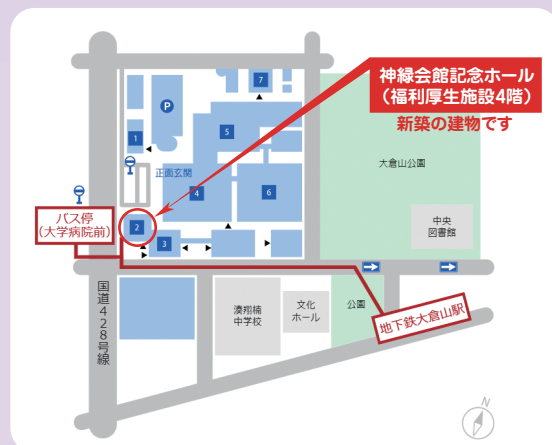 神緑会館記念ホール
（福利厚生施設4階）
新築の建物です
7
P
1
5
正面玄関
4
6
大倉山公園
中央
図書館
バス停
（大学病院前）
2
3
国道428号線
湊翔楠
中学校
文化
ホール
公園
地下鉄大倉山駅
N